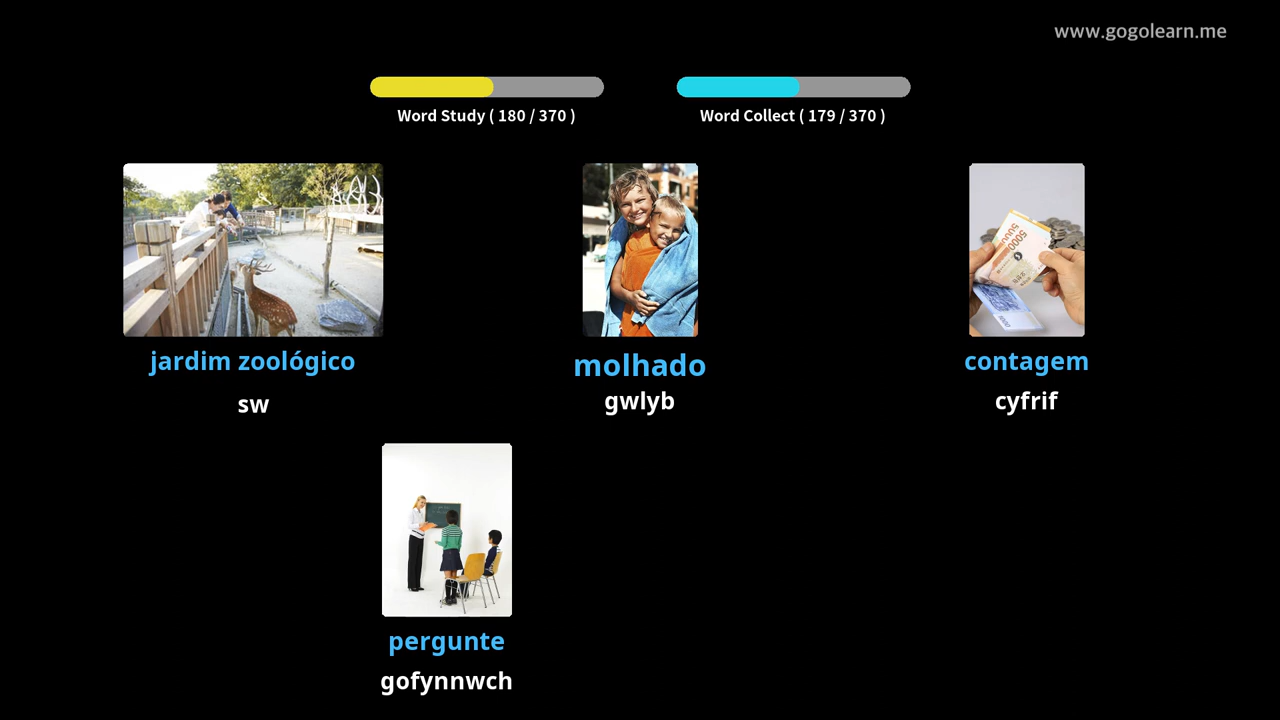 www.gogolearn.me
Word Study ( 180 / 370 )
Word Collect ( 179 / 370 )
jardim zoológico
sw
molhado
gwlyb
contagem
cyfrif
pergunte
gofynnwch